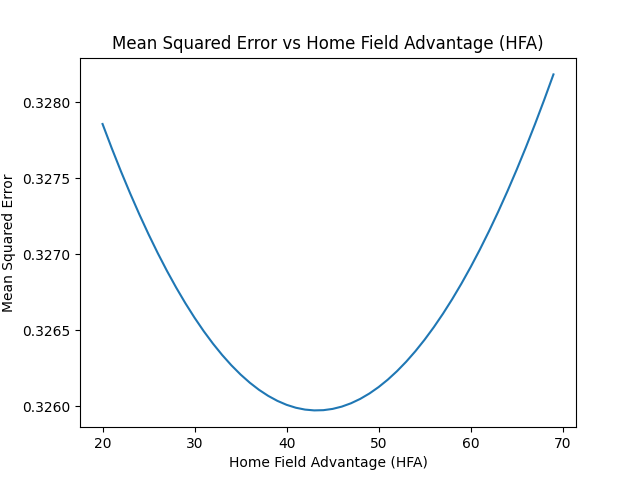 Mean Squared Error vs Home Field Advantage (HFA)
Mean Squared Error
0.3280
0.3275
0.3270
0.3265
0.3260
20 30 40 50 60 70
Home Field Advantage (HFA)